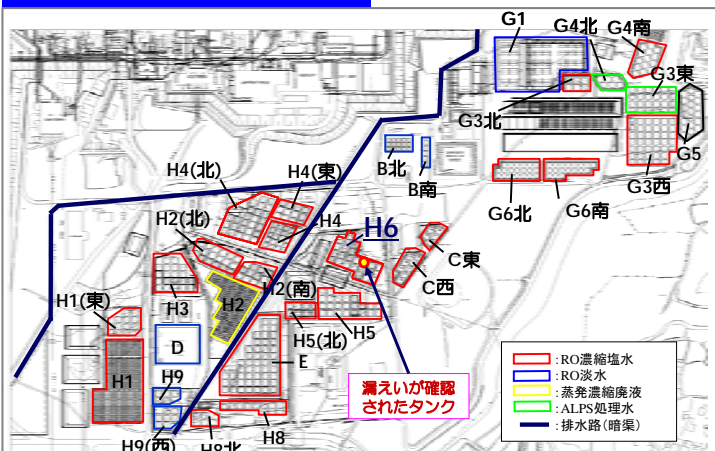 G1
G4北
G4南
G3東
G3北
G5
G3西
B北
B南
H4(北)
H4(東)
G6北
G6南
H2(北)
H4
H6
C東
C西
H3
H2
H2(南)
H1(東)
H5(北)
H5
D
E
H1
H9
漏えいが確認
されたタンク
H9(西)
H8北
H8
:RO濃縮塩水
:RO淡水
:蒸発濃縮廃液
:ALPS処理水
:排水路(暗渠)